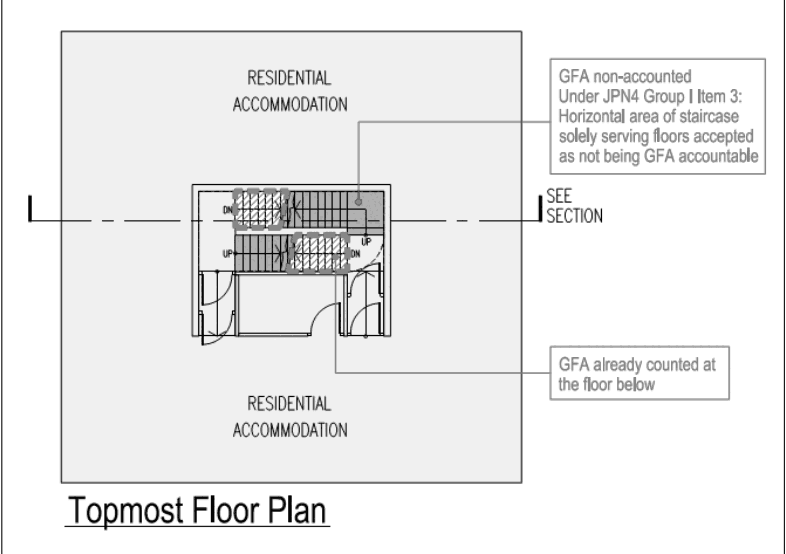 RESIDENTIAL
ACCOMMODATION
GFA non-accounted
Under JPN4 Group I Item 3:
Horizontal area of staircase
solely serving floors accepted
as not being GFA accountable
SEE
SECTION
DN
UP
UP
DN
GFA already counted at
the floor below
RESIDENTIAL
ACCOMMODATION
Topmost Floor Plan